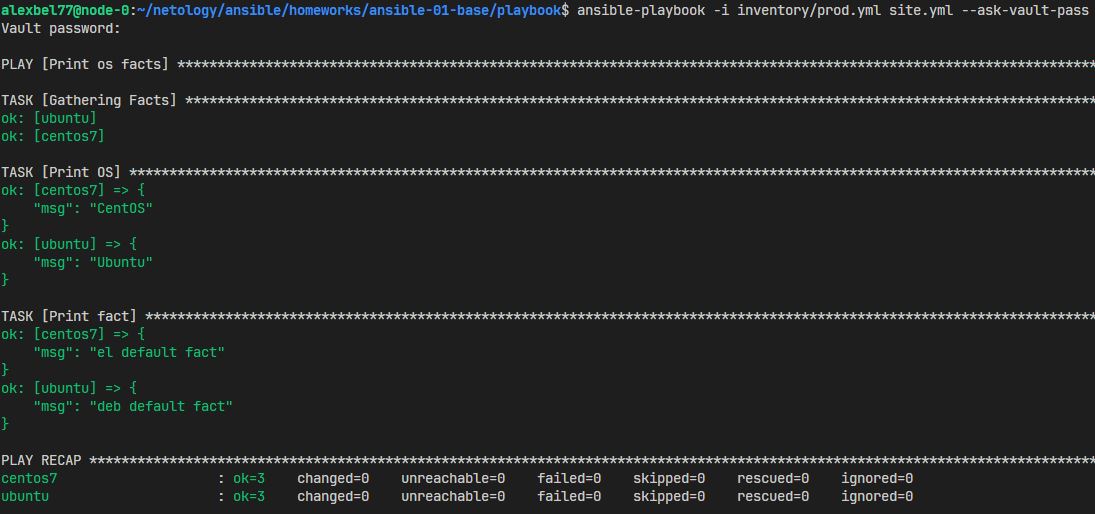 alexbel77@node-0:~/netology/ansible/homeworks/ansible-01-base/playbook$ ansible-playbook -i inventory/prod.yml site.yml --ask-vault-pass
Vault password:

PLAY [Print os facts] *******************************************************************************************************************

TASK [Gathering Facts] ******************************************************************************************************************
ok: [ubuntu]
ok: [centos7]

TASK [Print OS] *************************************************************************************************************************
ok: [centos7] => {
    "msg": "CentOS"
}
ok: [ubuntu] => {
    "msg": "Ubuntu"
}

TASK [Print fact] ***********************************************************************************************************************
ok: [centos7] => {
    "msg": "el default fact"
}
ok: [ubuntu] => {
    "msg": "deb default fact"
}

PLAY RECAP ******************************************************************************************************************************
centos7                    : ok=3    changed=0    unreachable=0    failed=0    skipped=0    rescued=0    ignored=0
ubuntu                     : ok=3    changed=0    unreachable=0    failed=0    skipped=0    rescued=0    ignored=0